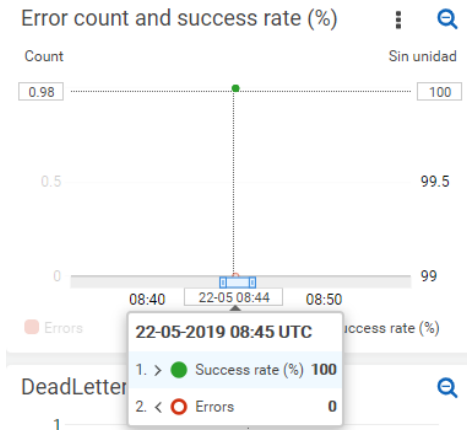 Error count and success rate (%)
Count Sin unidad
0.98 100
0.5 99.5
0 99
08:40 22-05 08:44 08:50
Errors uccess rate (%)
22-05-2019 08:45 UTC
1. > Success rate (%) 100
2. < Errors 0
DeadLetter
1